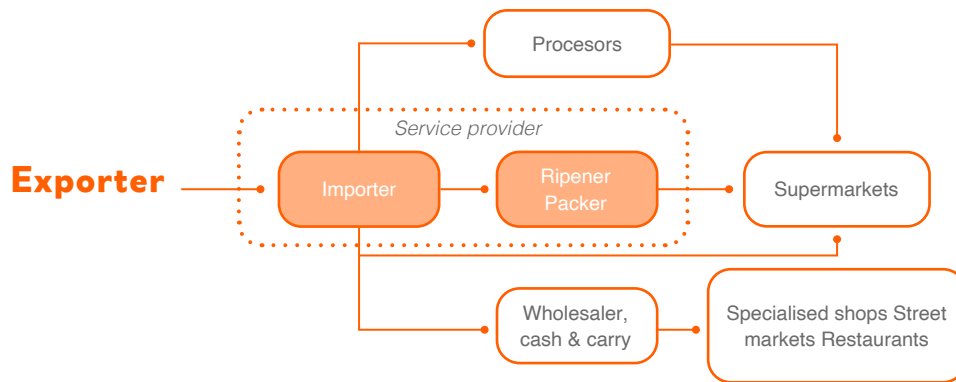 Procesors
Service provider
Exporter
Importer
Ripener
Packer
Supermarkets
Wholesaler,
cash & carry
Specialised shops Street
markets Restaurants